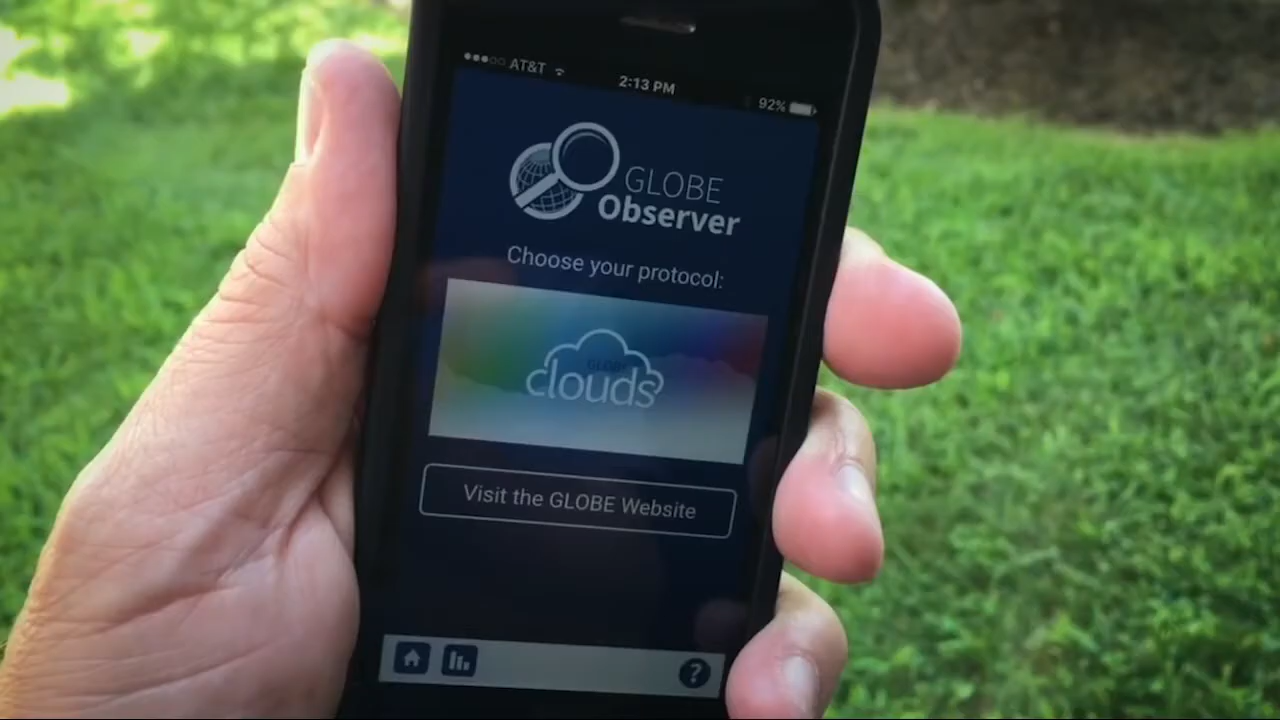 AT&T 2:13 PM 92%
GLOBE
Observer
Choose your protocol:
GLOBE
clouds
Visit the GLOBE Website
?